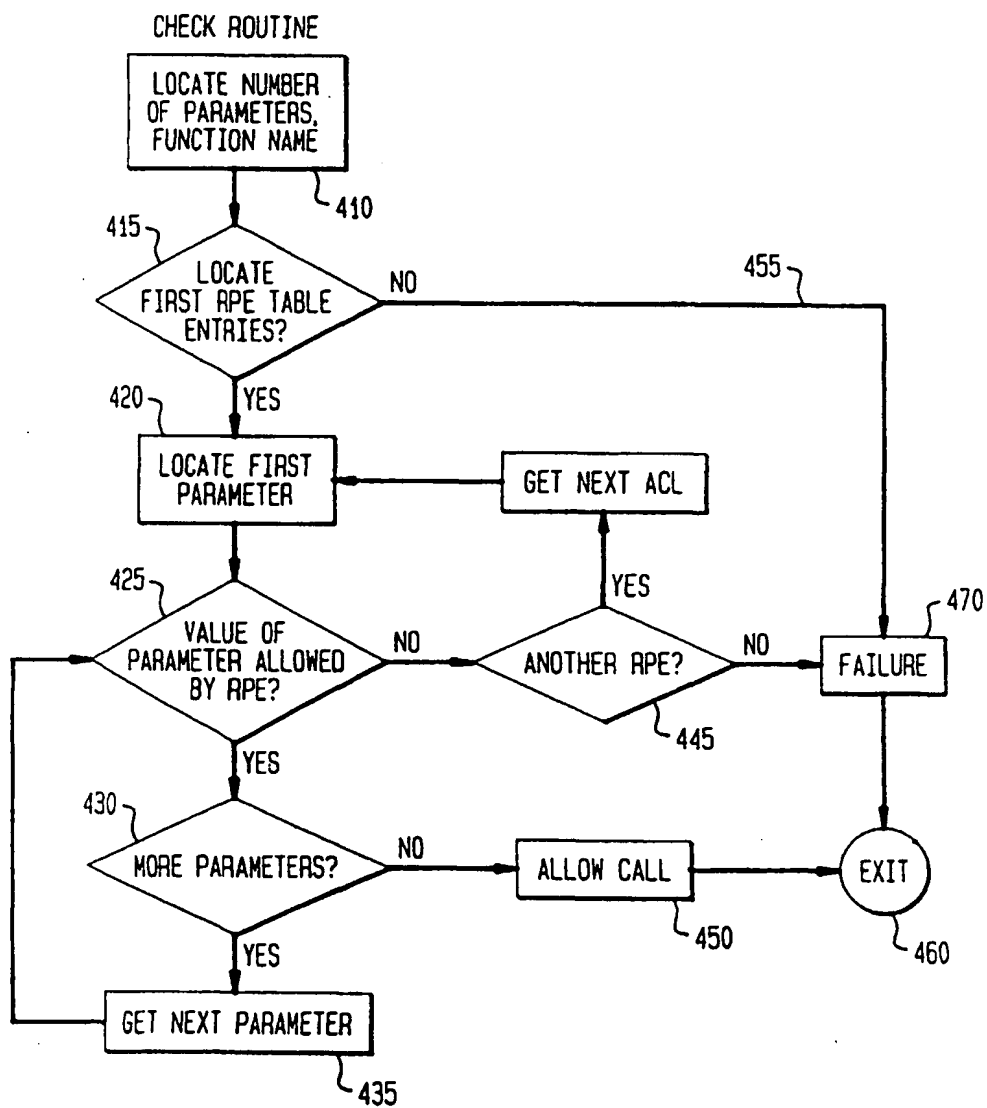 CHECK ROUTINE
LOCATE NUMBER
OF PARAMETERS,
FUNCTION NAME
410
415
LOCATE
FIRST RPE TABLE
ENTRIES?
NO
455
YES
420
LOCATE FIRST
PARAMETER
GET NEXT ACL
YES
425
VALUE OF
PARAMETER ALLOWED
BY RPE?
NO
ANOTHER RPE?
NO
470
FAILURE
445
YES
430
MORE PARAMETERS?
NO
ALLOW CALL
EXIT
450
460
YES
GET NEXT PARAMETER
435